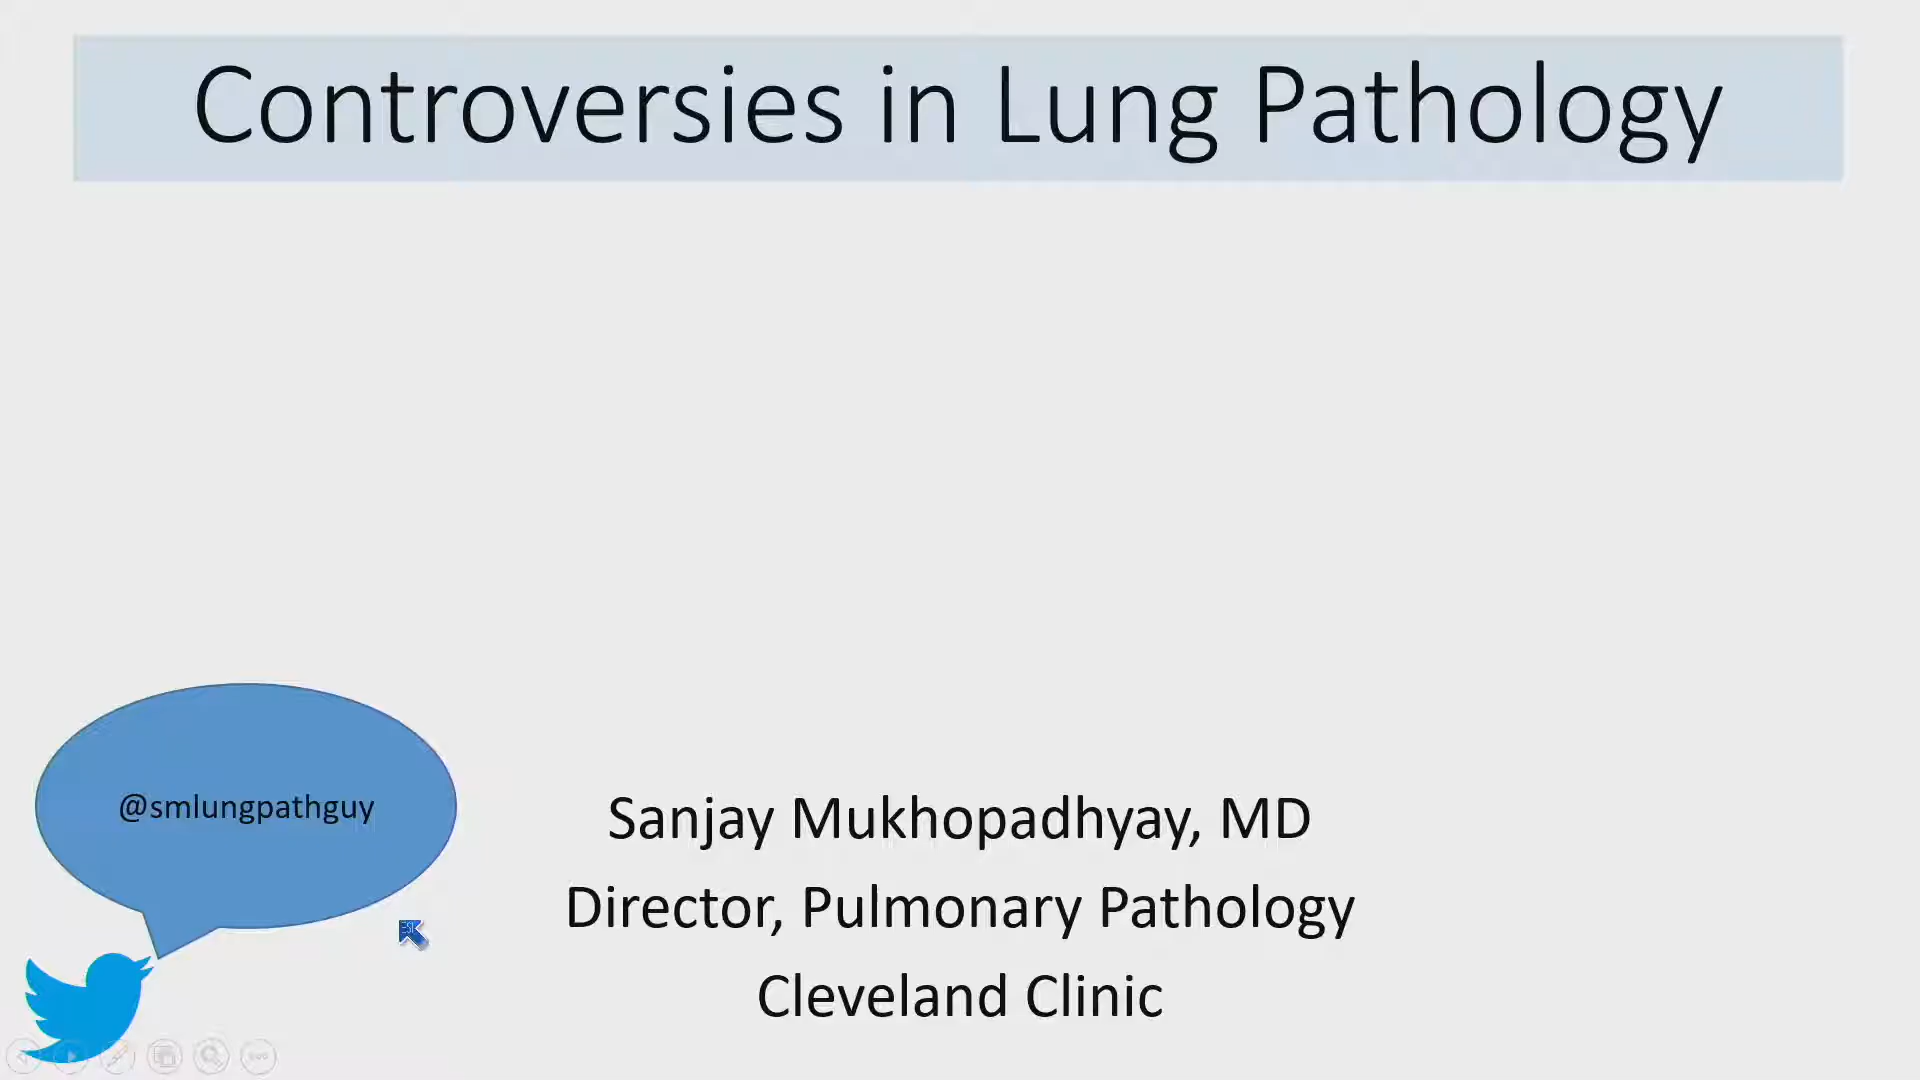 Controversies in Lung Pathology
@smlungpathguy
Sanjay Mukhopadhyay, MD
Director, Pulmonary Pathology
Cleveland Clinic